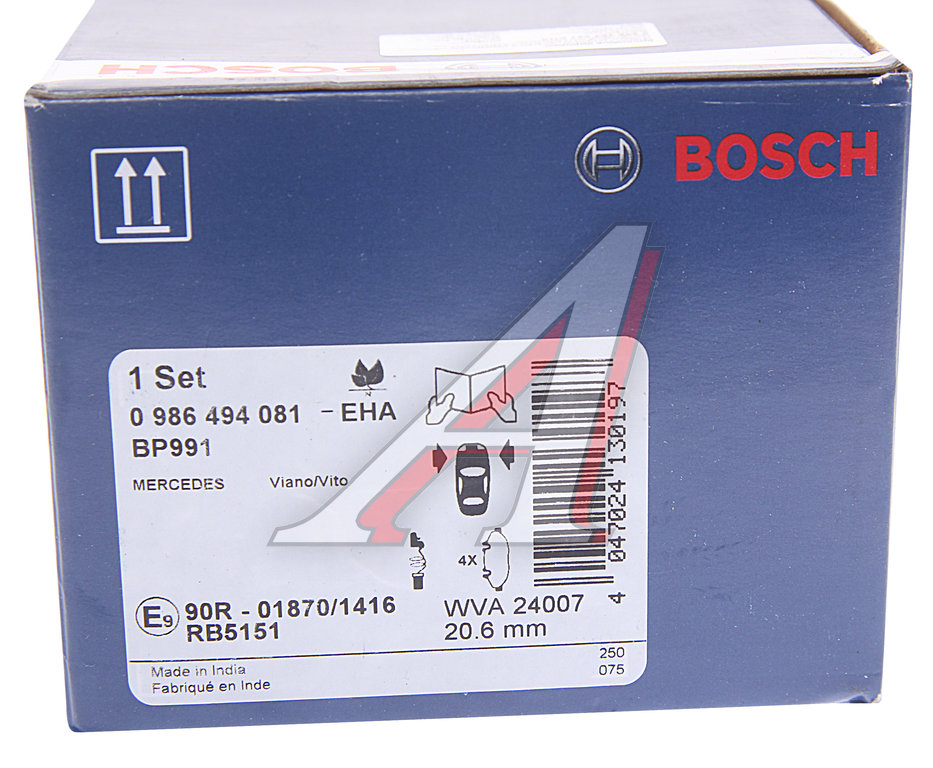 BOSCH
BOSCH
1 Set
0 986 494 081 - EHA
BP991
MERCEDES Viano/Vito
4X
4 047024 130197
E9 90R - 01870/1416
RB5151
WVA 24007
20.6 mm
250
075
Made in India
Fabriqué en Inde